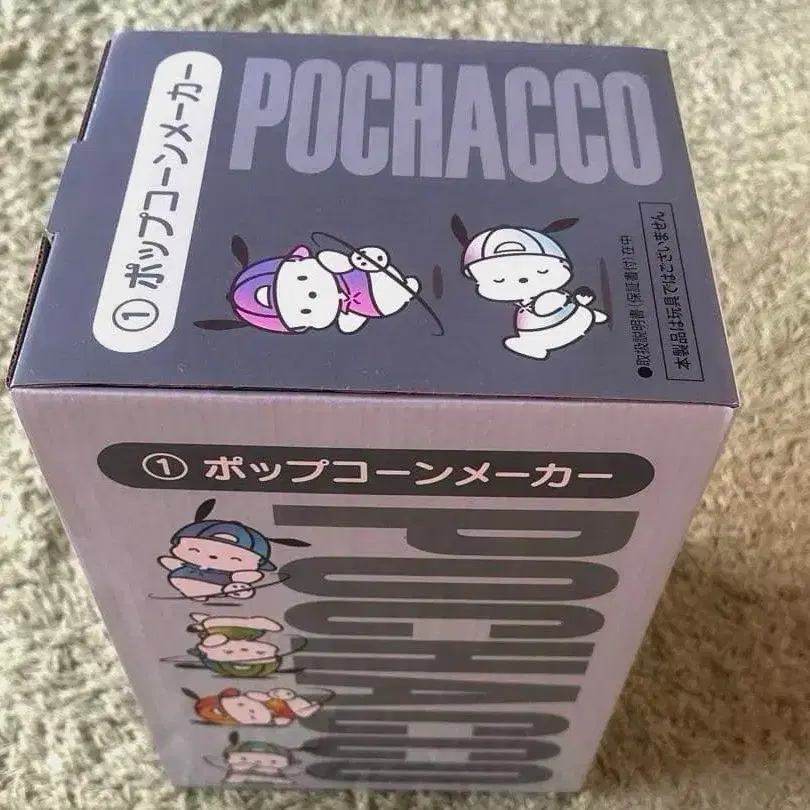 ① ポップコーンメーカー
POCHACCO
●取扱説明書(保証書付)在中
本製品は玩具ではございません
① ポップコーンメーカー
POCHACCO